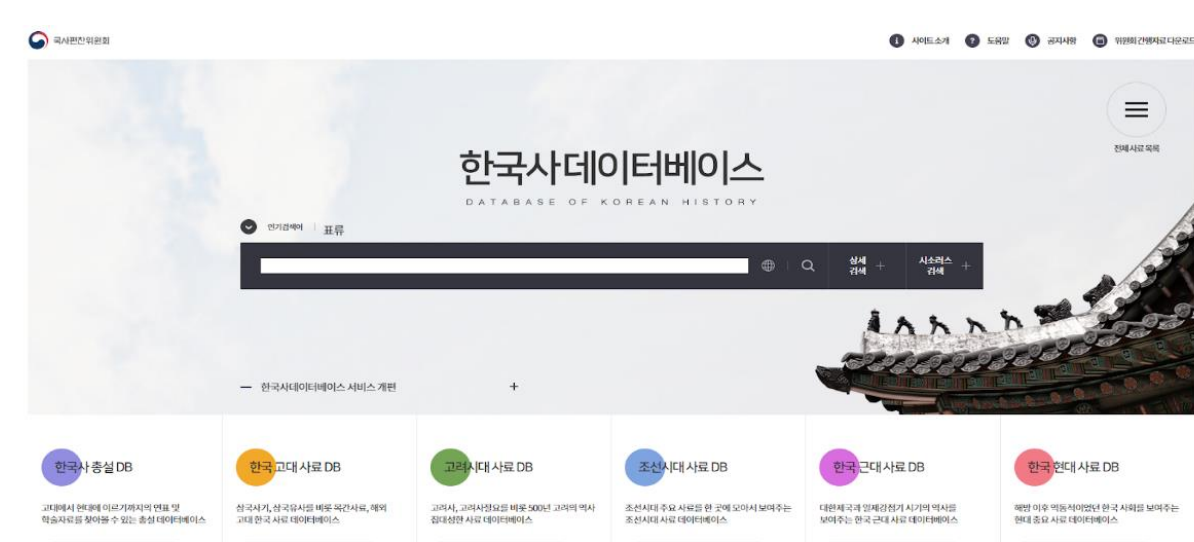 국사편찬위원회
사이트소개 도움말 공지사항 위원회간행자료다운로드
전체사료목록
한국사데이터베이스
DATABASE OF KOREAN HISTORY
인기검색어 표류
상세 검색
시소러스 검색
한국사데이터베이스 서비스 개편
한국사 총설 DB
고대에서 현대에 이르기까지의 연표 및
학술자료를 찾아볼 수 있는 총설 데이터베이스
한국 고대 사료 DB
삼국사기, 삼국유사를 비롯 목간사료, 해외
고대 한국 사료 데이터베이스
고려시대 사료 DB
고려사, 고려사절요를 비롯 500년 고려의 역사
집대성한 사료 데이터베이스
조선시대 사료 DB
조선시대 주요 사료를 한 곳에 모아서 보여주는
조선시대 사료 데이터베이스
한국 근대 사료 DB
대한제국과 일제강점기 시기의 역사를
보여주는 한국 근대 사료 데이터베이스
한국 현대 사료 DB
해방 이후 역동적이었던 한국 사회를 보여주는
현대 중요 사료 데이터베이스